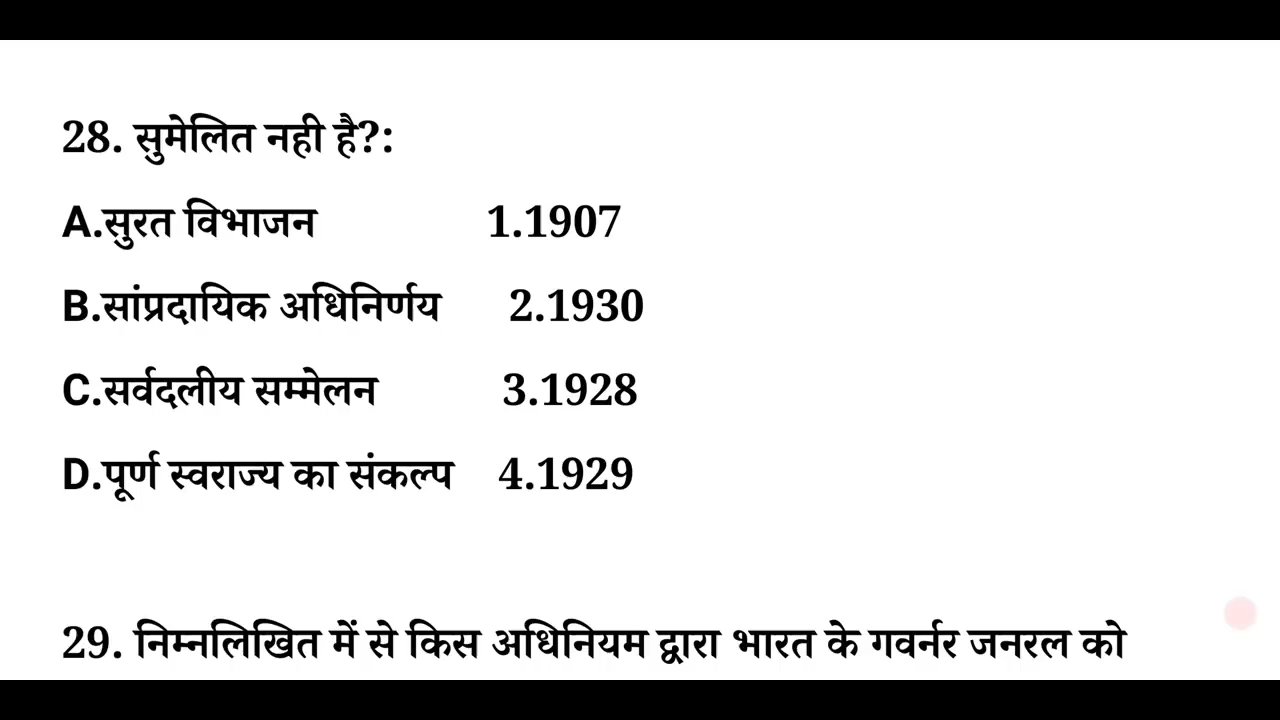 28. सुमेलित नही है?:
A.सुरत विभाजन 1.1907
B.सांप्रदायिक अधिनिर्णय 2.1930
C.सर्वदलीय सम्मेलन 3.1928
D.पूर्ण स्वराज्य का संकल्प 4.1929
29. निम्नलिखित में से किस अधिनियम द्वारा भारत के गवर्नर जनरल को